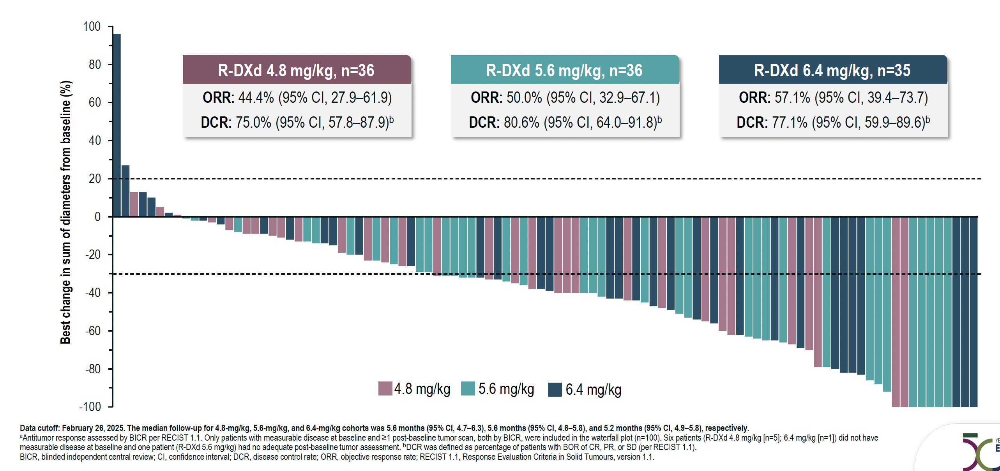 100
80
60
40
20
0
-20
-40
-60
-80
-100
Best change in sum of diameters from baseline (%)
R-DXd 4.8 mg/kg, n=36
ORR: 44.4% (95% CI, 27.9–61.9)
DCR: 75.0% (95% CI, 57.8–87.9)b
R-DXd 5.6 mg/kg, n=36
ORR: 50.0% (95% CI, 32.9–67.1)
DCR: 80.6% (95% CI, 64.0–91.8)b
R-DXd 6.4 mg/kg, n=35
ORR: 57.1% (95% CI, 39.4–73.7)
DCR: 77.1% (95% CI, 59.9–89.6)b
4.8 mg/kg 5.6 mg/kg 6.4 mg/kg
Data cutoff: February 26, 2025. The median follow-up for 4.8-mg/kg, 5.6-mg/kg, and 6.4-mg/kg cohorts was 5.6 months (95% CI, 4.7–6.3), 5.6 months (95% CI, 4.6–5.8), and 5.2 months (95% CI, 4.9–5.8), respectively.
aAntitumor response assessed by BICR per RECIST 1.1. Only patients with measurable disease at baseline and ≥1 post-baseline tumor scan, both by BICR, were included in the waterfall plot (n=100). Six patients (R-DXd 4.8 mg/kg [n=5]; 6.4 mg/kg [n=1]) did not have
measurable disease at baseline and one patient (R-DXd 5.6 mg/kg) had no adequate post-baseline tumor assessment. bDCR was defined as percentage of patients with BOR of CR, PR, or SD (per RECIST 1.1).
BICR, blinded independent central review; CI, confidence interval; DCR, disease control rate; ORR, objective response rate; RECIST 1.1, Response Evaluation Criteria in Solid Tumours, version 1.1.